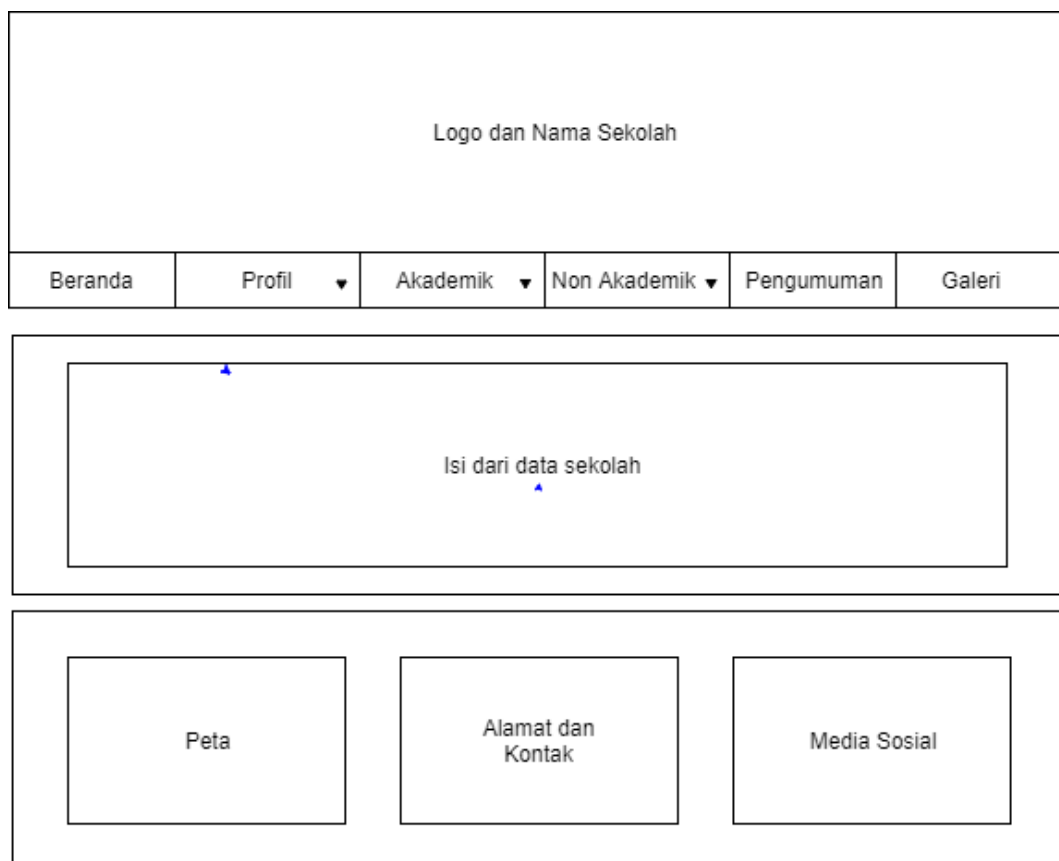 Logo dan Nama Sekolah
Beranda
Profil
Akademik
Non Akademik
Pengumuman
Galeri
Isi dari data sekolah
Peta
Alamat dan
Kontak
Media Sosial